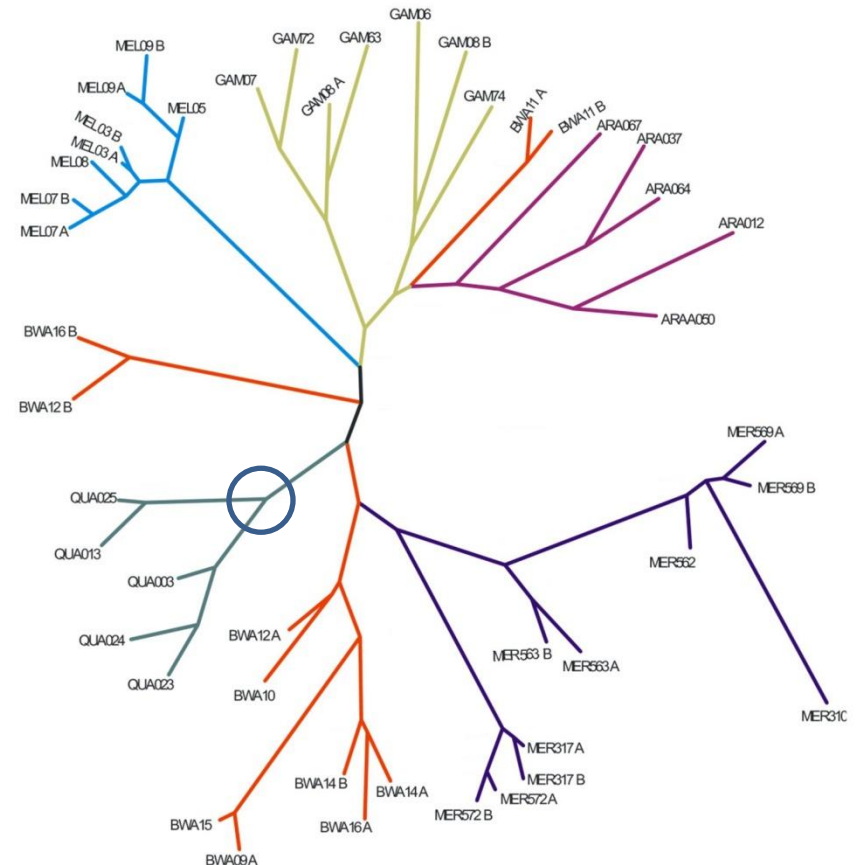 GAM06
MEL09 B
GAM72
GAM63
GAM08 B
MEL09 A
GAM07
GAM08 A
GAM74
MEL05
BWA11 A
BWA11 B
ARA067
MEL03 B
MEL03 A
ARA037
MEL08
ARA064
MEL07 B
MEL07 A
ARA012
ARAA050
BWA16 B
BWA12 B
MER569 A
MER569 B
QUA025
QUA013
MER562
QUA003
BWA12 A
QUA024
MER563 B
MER563 A
QUA023
BWA10
MER310
MER317 A
MER317 B
BWA14 B
BWA14 A
MER572 A
MER572 B
BWA15
BWA16 A
BWA09 A